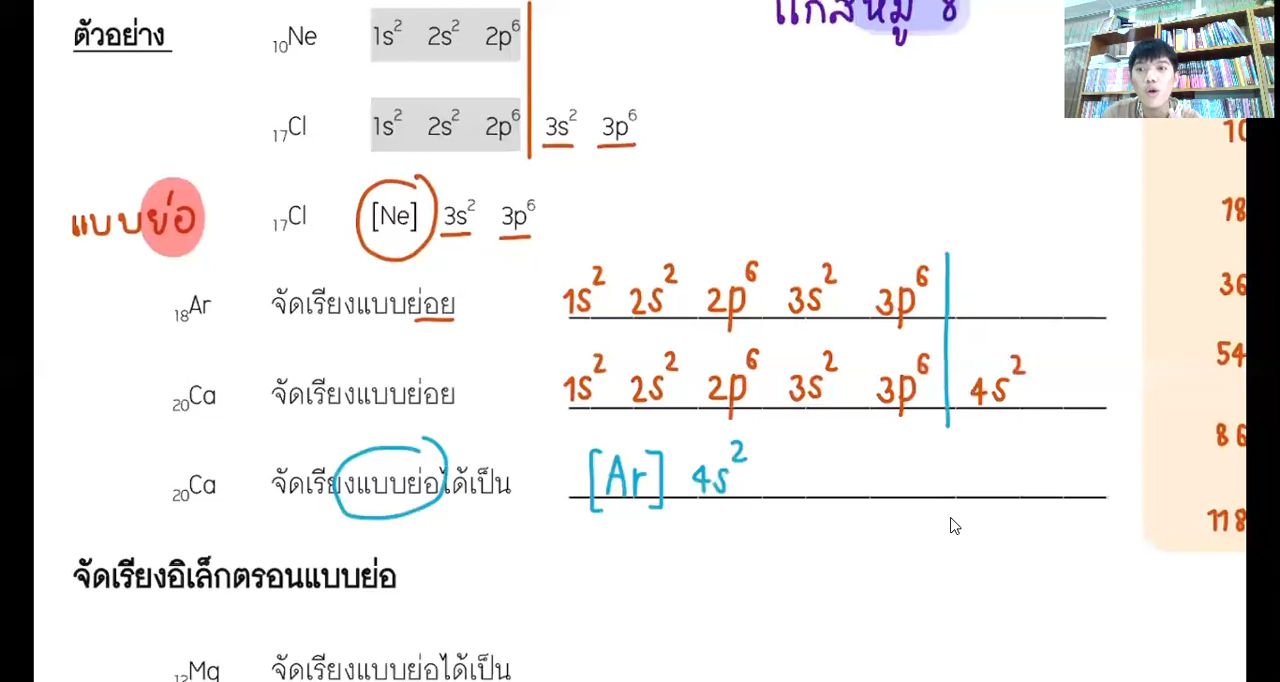 แก๊สหมู่ 8
ตัวอย่าง ₁₀Ne 1s² 2s² 2p⁶
₁₇Cl 1s² 2s² 2p⁶ 3s² 3p⁶
แบบย่อ ₁₇Cl [Ne] 3s² 3p⁶
₁₈Ar จัดเรียงแบบย่อย 1s² 2s² 2p⁶ 3s² 3p⁶
₂₀Ca จัดเรียงแบบย่อย 1s² 2s² 2p⁶ 3s² 3p⁶ 4s²
₂₀Ca จัดเรียงแบบย่อได้เป็น [Ar] 4s²
จัดเรียงอิเล็กตรอนแบบย่อ
₁₂Mg จัดเรียงแบบย่อได้เป็น
10
18
36
54
86
118